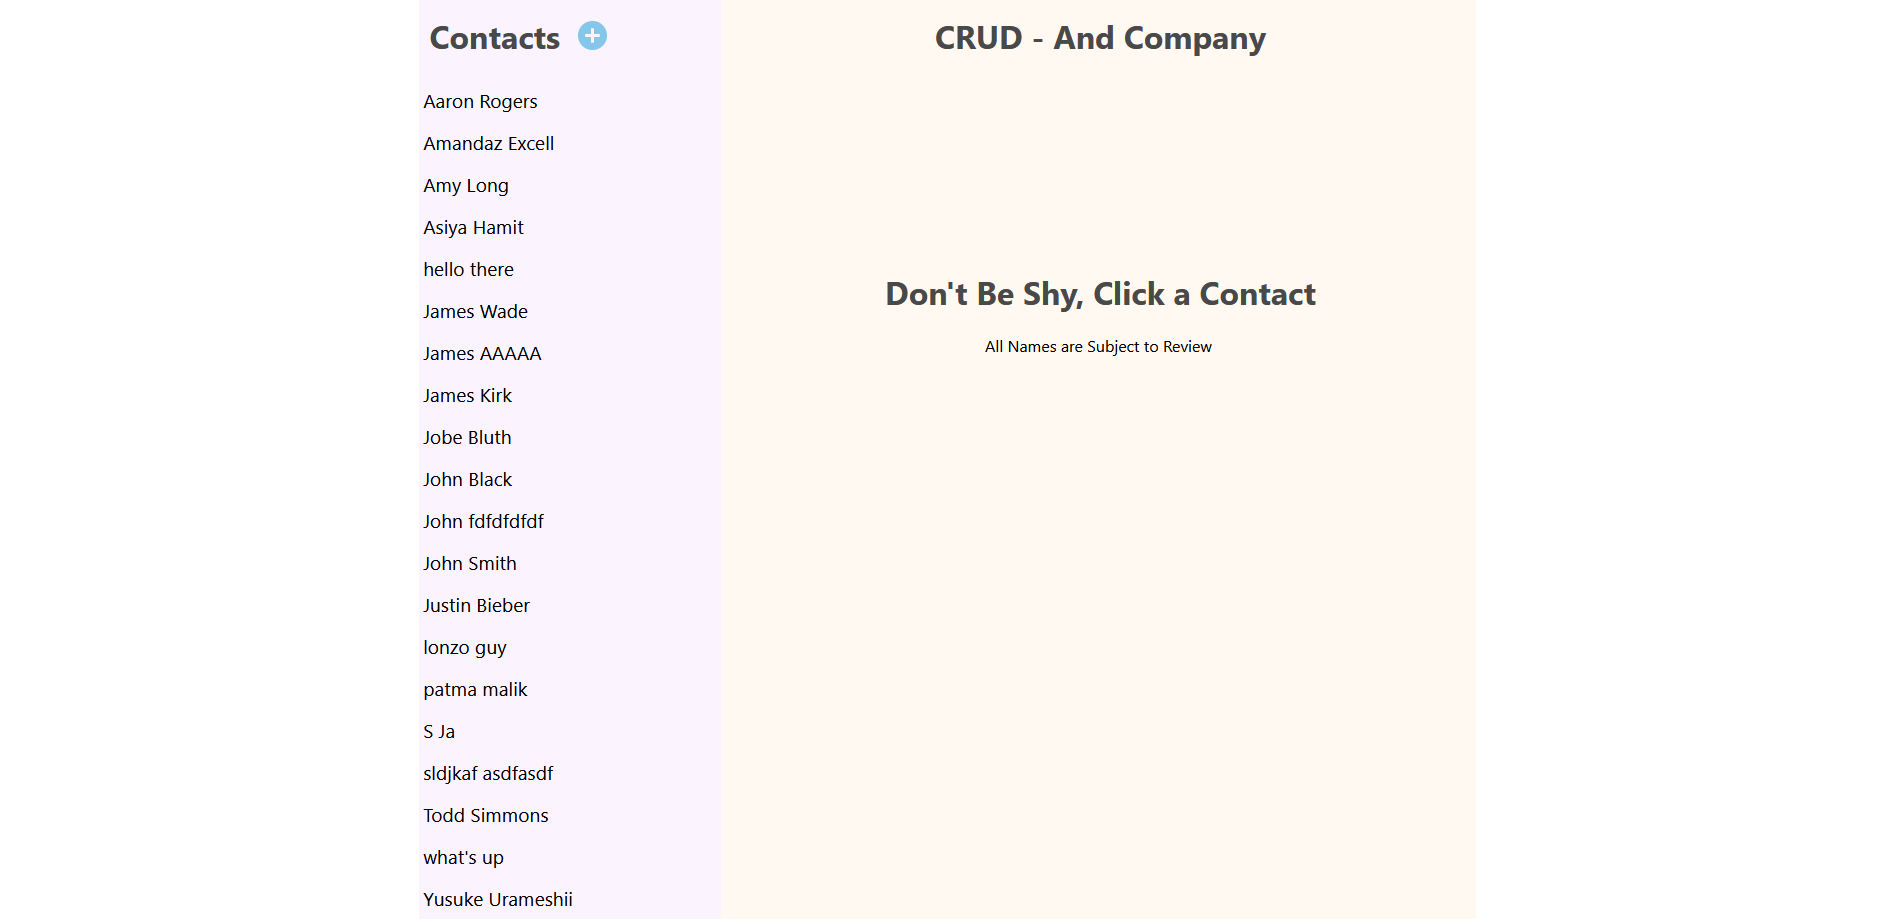 Contacts
Aaron Rogers
Amandaz Excell
Amy Long
Asiya Hamit
hello there
James Wade
James AAAAA
James Kirk
Jobe Bluth
John Black
John fdfdfdfdf
John Smith
Justin Bieber
lonzo guy
patma malik
S Ja
sldjkaf asdfasdf
Todd Simmons
what's up
Yusuke Urameshii
CRUD - And Company
Don't Be Shy, Click a Contact
All Names are Subject to Review